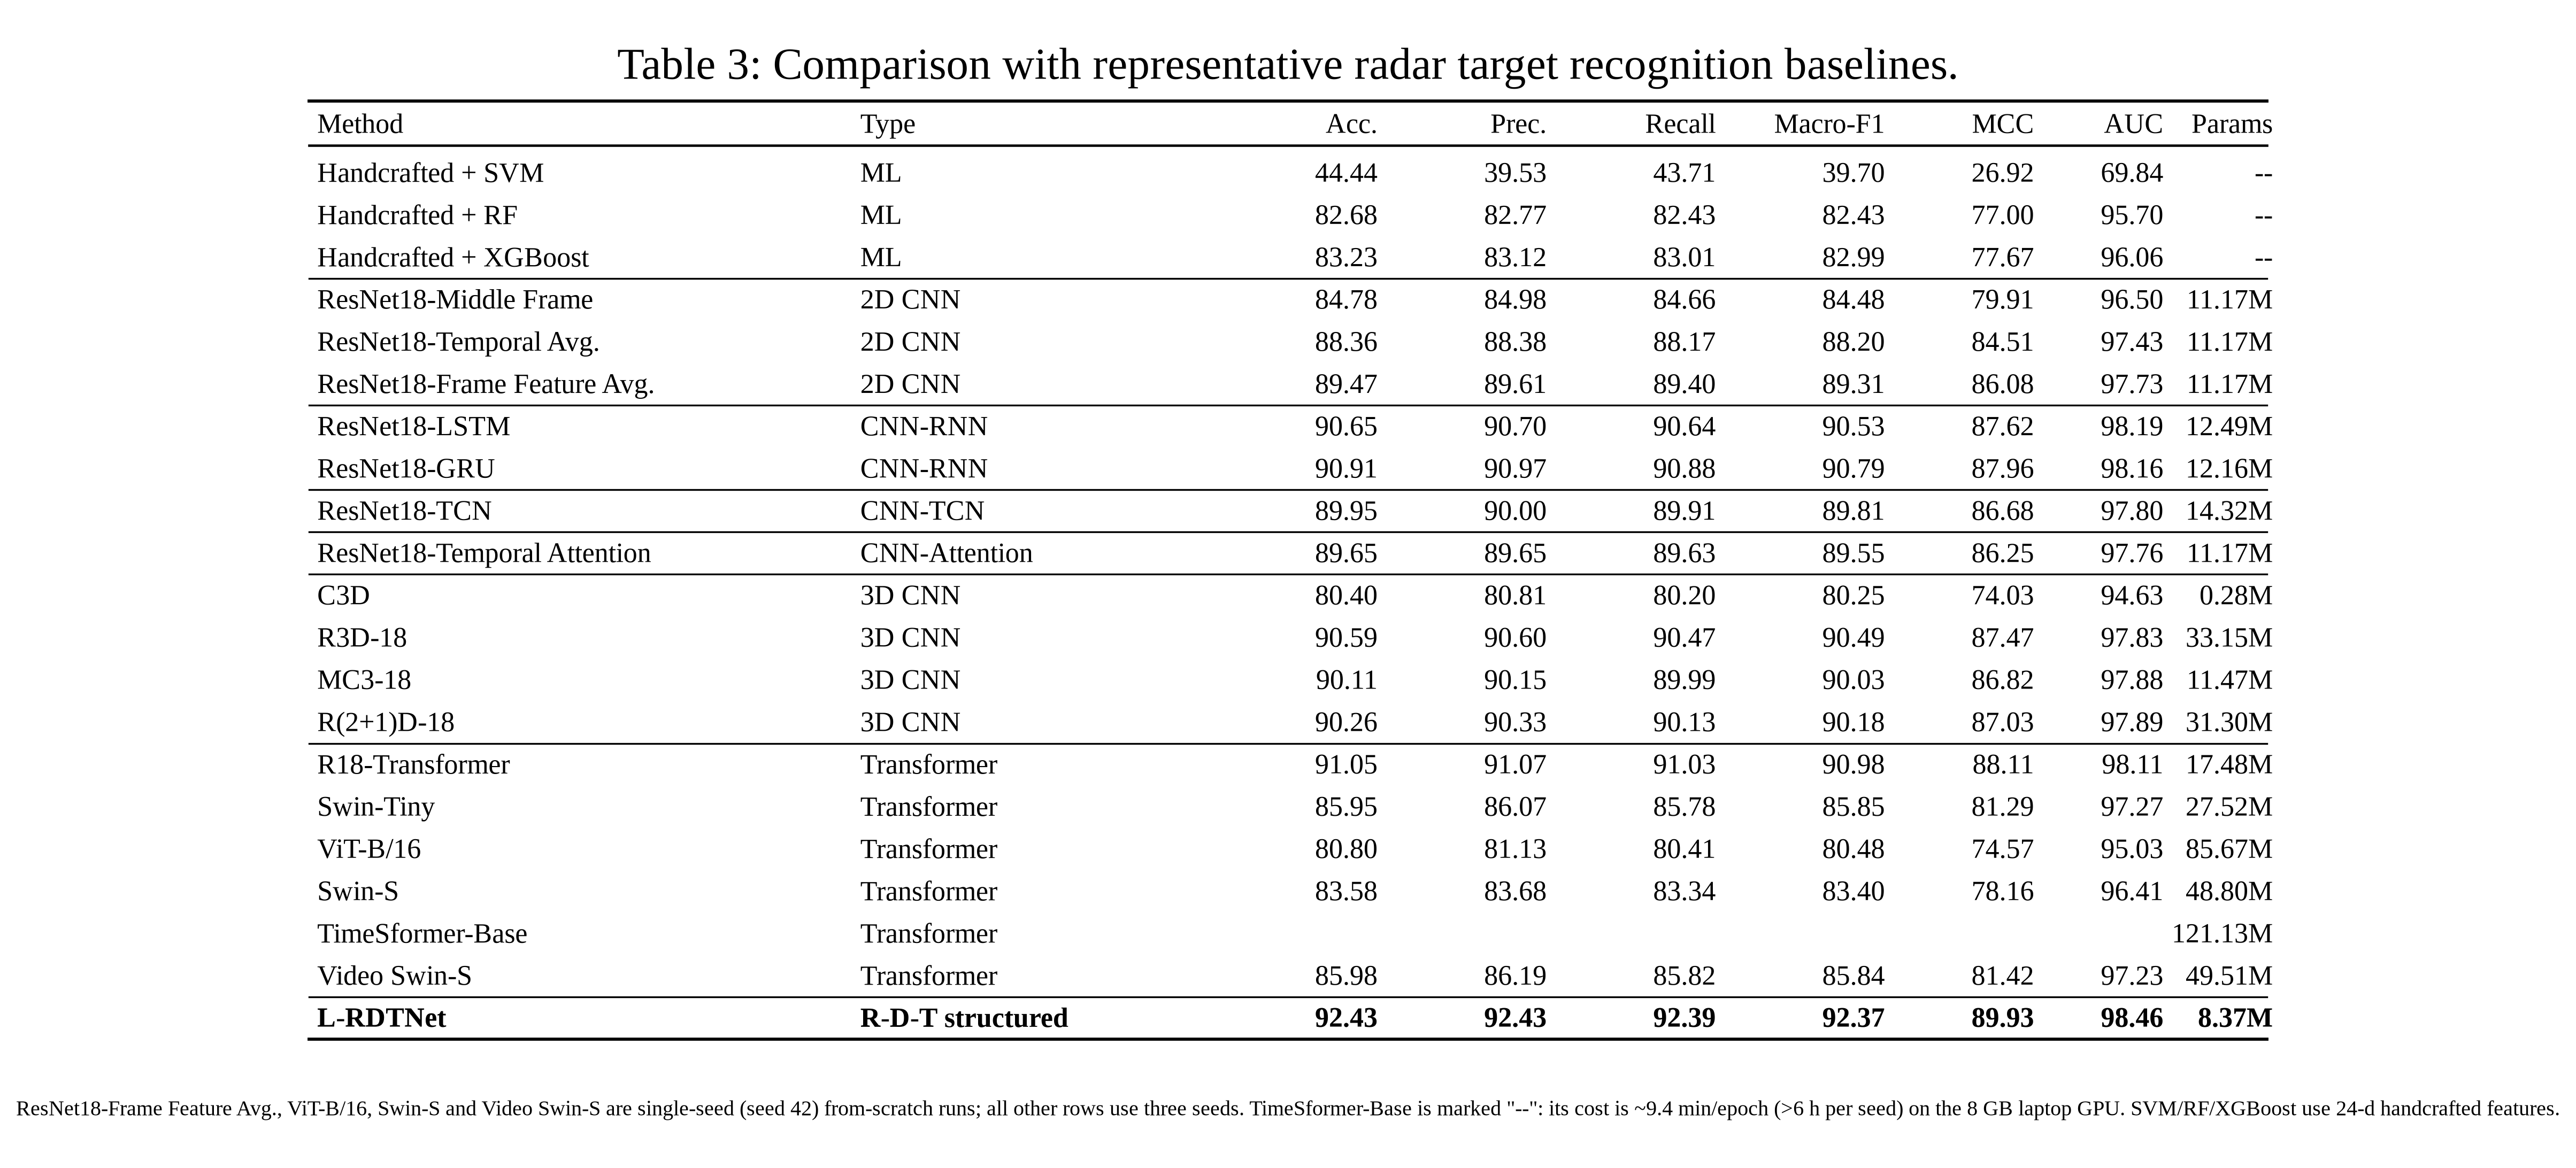 Table 3: Comparison with representative radar target recognition baselines.
Method Type Acc. Prec. Recall Macro-F1 MCC AUC Params
Handcrafted + SVM ML 44.44 39.53 43.71 39.70 26.92 69.84 --
Handcrafted + RF ML 82.68 82.77 82.43 82.43 77.00 95.70 --
Handcrafted + XGBoost ML 83.23 83.12 83.01 82.99 77.67 96.06 --
ResNet18-Middle Frame 2D CNN 84.78 84.98 84.66 84.48 79.91 96.50 11.17M
ResNet18-Temporal Avg. 2D CNN 88.36 88.38 88.17 88.20 84.51 97.43 11.17M
ResNet18-Frame Feature Avg. 2D CNN 89.47 89.61 89.40 89.31 86.08 97.73 11.17M
ResNet18-LSTM CNN-RNN 90.65 90.70 90.64 90.53 87.62 98.19 12.49M
ResNet18-GRU CNN-RNN 90.91 90.97 90.88 90.79 87.96 98.16 12.16M
ResNet18-TCN CNN-TCN 89.95 90.00 89.91 89.81 86.68 97.80 14.32M
ResNet18-Temporal Attention CNN-Attention 89.65 89.65 89.63 89.55 86.25 97.76 11.17M
C3D 3D CNN 80.40 80.81 80.20 80.25 74.03 94.63 0.28M
R3D-18 3D CNN 90.59 90.60 90.47 90.49 87.47 97.83 33.15M
MC3-18 3D CNN 90.11 90.15 89.99 90.03 86.82 97.88 11.47M
R(2+1)D-18 3D CNN 90.26 90.33 90.13 90.18 87.03 97.89 31.30M
R18-Transformer Transformer 91.05 91.07 91.03 90.98 88.11 98.11 17.48M
Swin-Tiny Transformer 85.95 86.07 85.78 85.85 81.29 97.27 27.52M
ViT-B/16 Transformer 80.80 81.13 80.41 80.48 74.57 95.03 85.67M
Swin-S Transformer 83.58 83.68 83.34 83.40 78.16 96.41 48.80M
TimeSformer-Base Transformer 121.13M
Video Swin-S Transformer 85.98 86.19 85.82 85.84 81.42 97.23 49.51M
L-RDTNet R-D-T structured 92.43 92.43 92.39 92.37 89.93 98.46 8.37M
ResNet18-Frame Feature Avg., ViT-B/16, Swin-S and Video Swin-S are single-seed (seed 42) from-scratch runs; all other rows use three seeds. TimeSformer-Base is marked "--": its cost is ~9.4 min/epoch (>6 h per seed) on the 8 GB laptop GPU. SVM/RF/XGBoost use 24-d handcrafted features.